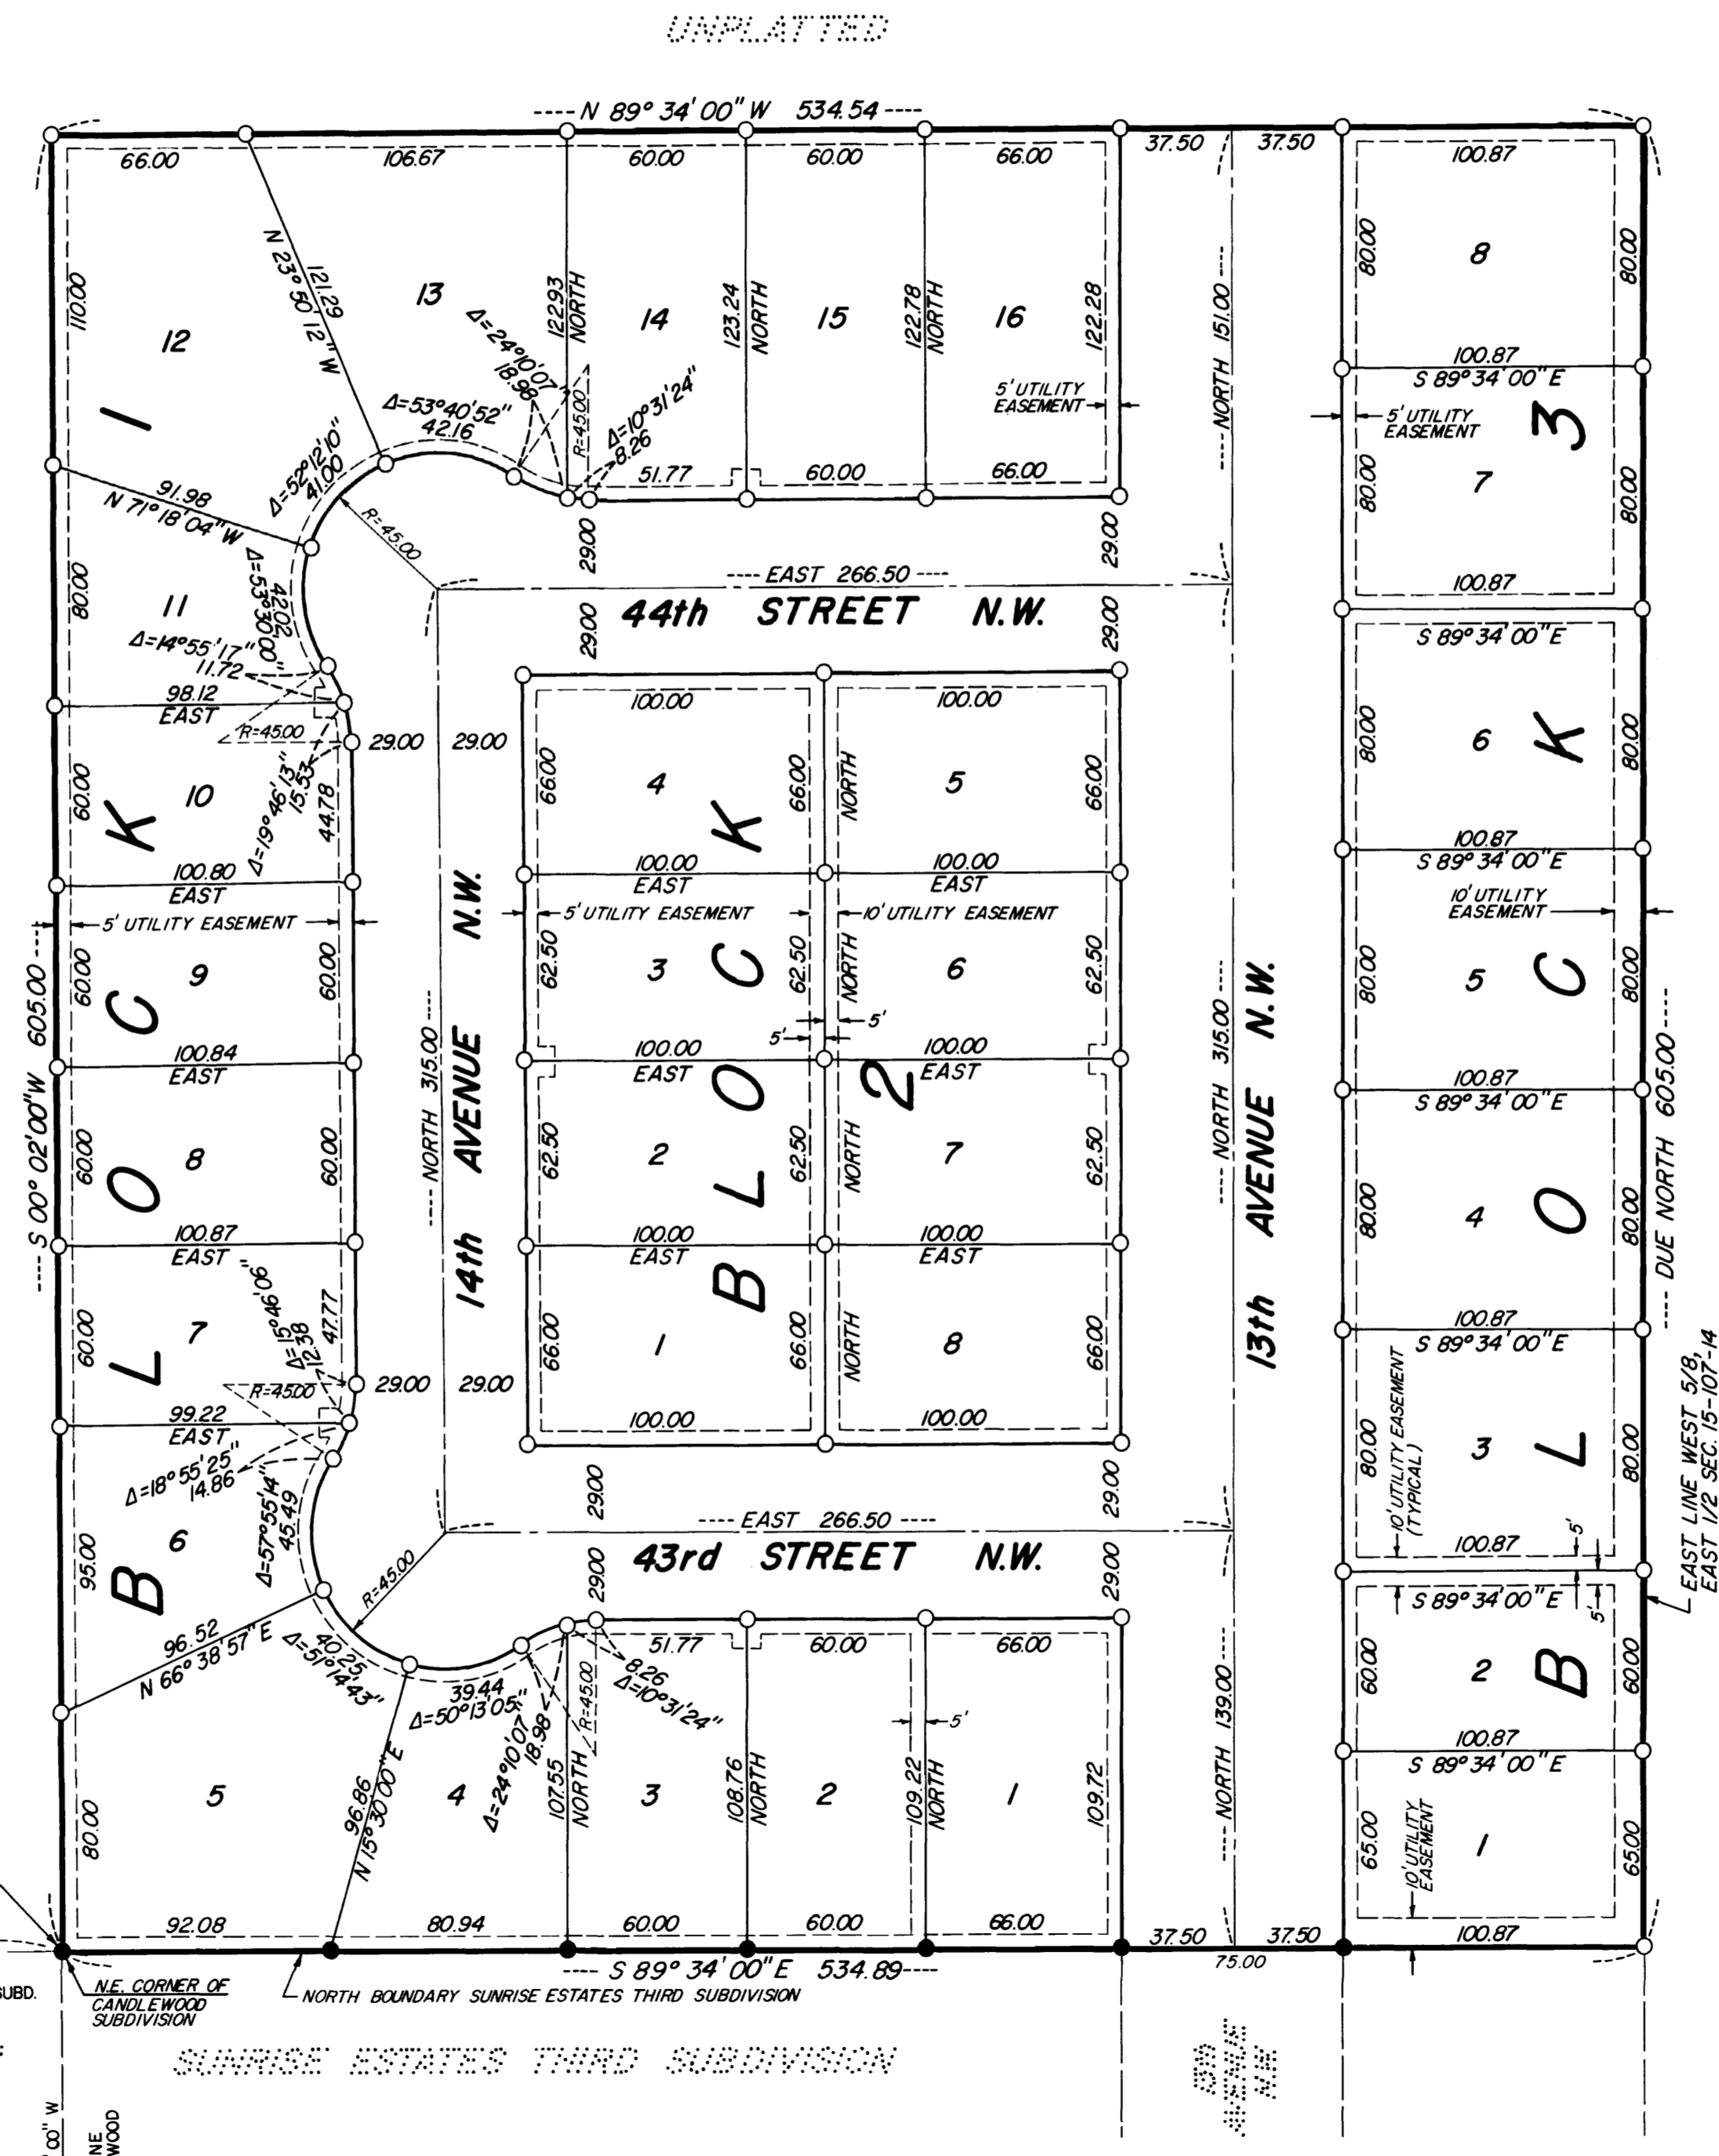 UNPLATTED
---- N 89° 34' 00" W 534.54 ----
66.00
106.67
60.00
60.00
66.00
37.50
37.50
100.87
110.00
N 23° 50' 12" W
121.29
12
13
122.93
NORTH
14
123.24
NORTH
15
122.78
NORTH
16
122.28
---- NORTH 151.00 ----
80.00
8
80.00
Δ=24°10'07"
18.98
Δ=53°40'52"
42.16
R=45.00
Δ=10°31'24"
8.26
51.77
60.00
66.00
5' UTILITY
EASEMENT
100.87
S 89° 34' 00" E
5' UTILITY
EASEMENT
80.00
7
80.00
Δ=52°12'10"
41.00
91.98
N 71° 18' 04" W
R=45.00
29.00
29.00
---- EAST 266.50 ----
44th STREET N.W.
29.00
29.00
100.87
S 89° 34' 00" E
80.00
11
Δ=53°30'00"
42.02
Δ=14°55'17"
11.72
98.12
EAST
R=45.00
29.00
29.00
100.00
100.00
60.00
10
Δ=19°46'13"
15.53
44.78
66.00
4
66.00
NORTH
5
66.00
80.00
6
80.00
100.80
EAST
100.00
EAST
100.00
EAST
100.87
S 89° 34' 00" E
5' UTILITY EASEMENT
5' UTILITY EASEMENT
10' UTILITY EASEMENT
10' UTILITY
EASEMENT
---- S 00° 02' 00" W 605.00 ----
60.00
9
60.00
62.50
3
62.50
NORTH
6
62.50
80.00
5
80.00
5'
5'
100.84
EAST
100.00
EAST
100.00
EAST
100.87
S 89° 34' 00" E
---- NORTH 315.00 ----
14th AVENUE N.W.
---- NORTH 315.00 ----
13th AVENUE N.W.
---- DUE NORTH 605.00 ----
60.00
8
60.00
62.50
2
62.50
NORTH
7
62.50
80.00
4
80.00
100.87
EAST
100.00
EAST
100.00
EAST
100.87
S 89° 34' 00" E
60.00
7
Δ=15°46'06"
12.38
47.77
66.00
1
66.00
NORTH
8
66.00
R=45.00
29.00
29.00
100.00
100.00
80.00
10' UTILITY EASEMENT
(TYPICAL)
3
80.00
EAST LINE WEST 5/8,
EAST 1/2 SEC. 15-107-14
99.22
EAST
Δ=18°55'25"
14.86
95.00
6
Δ=57°55'14"
45.49
R=45.00
29.00
29.00
---- EAST 266.50 ----
43rd STREET N.W.
29.00
29.00
100.87
5'
S 89° 34' 00" E
5'
96.52
N 66° 38' 57" E
40.25
Δ=51°14'43"
39.44
Δ=50°13'05"
51.77
60.00
66.00
8.26
Δ=10°31'24"
R=45.00
Δ=24°10'07"
18.98
5'
---- NORTH 139.00 ----
60.00
2
60.00
100.87
S 89° 34' 00" E
80.00
5
96.86
N 15° 30' 00" E
4
107.55
NORTH
3
108.76
NORTH
2
109.22
NORTH
1
109.72
65.00
10' UTILITY
EASEMENT
1
65.00
92.08
80.94
60.00
60.00
66.00
37.50
37.50
75.00
100.87
---- S 89° 34' 00" E 534.89 ----
BLOCK 1
BLOCK 2
BLOCK 3
SUBD.
N.E. CORNER OF
CANDLEWOOD
SUBDIVISION
NORTH BOUNDARY SUNRISE ESTATES THIRD SUBDIVISION
SUNRISE ESTATES THIRD SUBDIVISION
13TH
AVENUE
N.W.
00" W
NE
WOOD